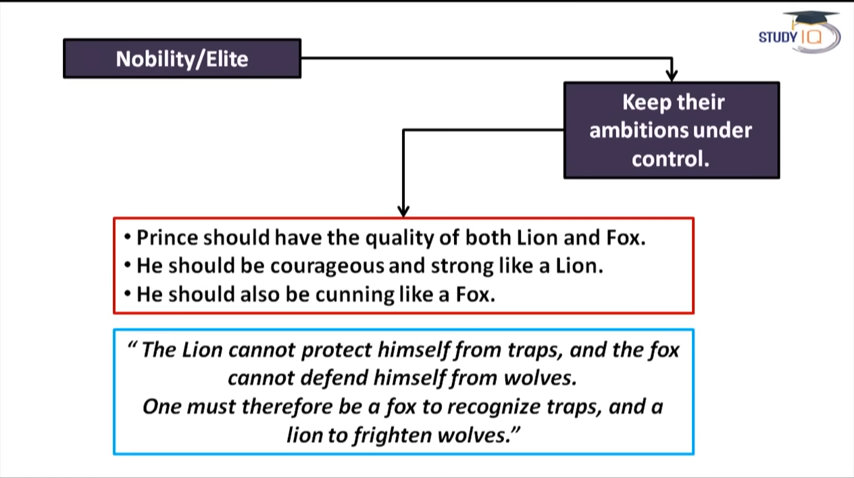 STUDY IQ
Nobility/Elite
Keep their
ambitions under
control.
• Prince should have the quality of both Lion and Fox.
• He should be courageous and strong like a Lion.
• He should also be cunning like a Fox.
“ The Lion cannot protect himself from traps, and the fox
cannot defend himself from wolves.
One must therefore be a fox to recognize traps, and a
lion to frighten wolves.”